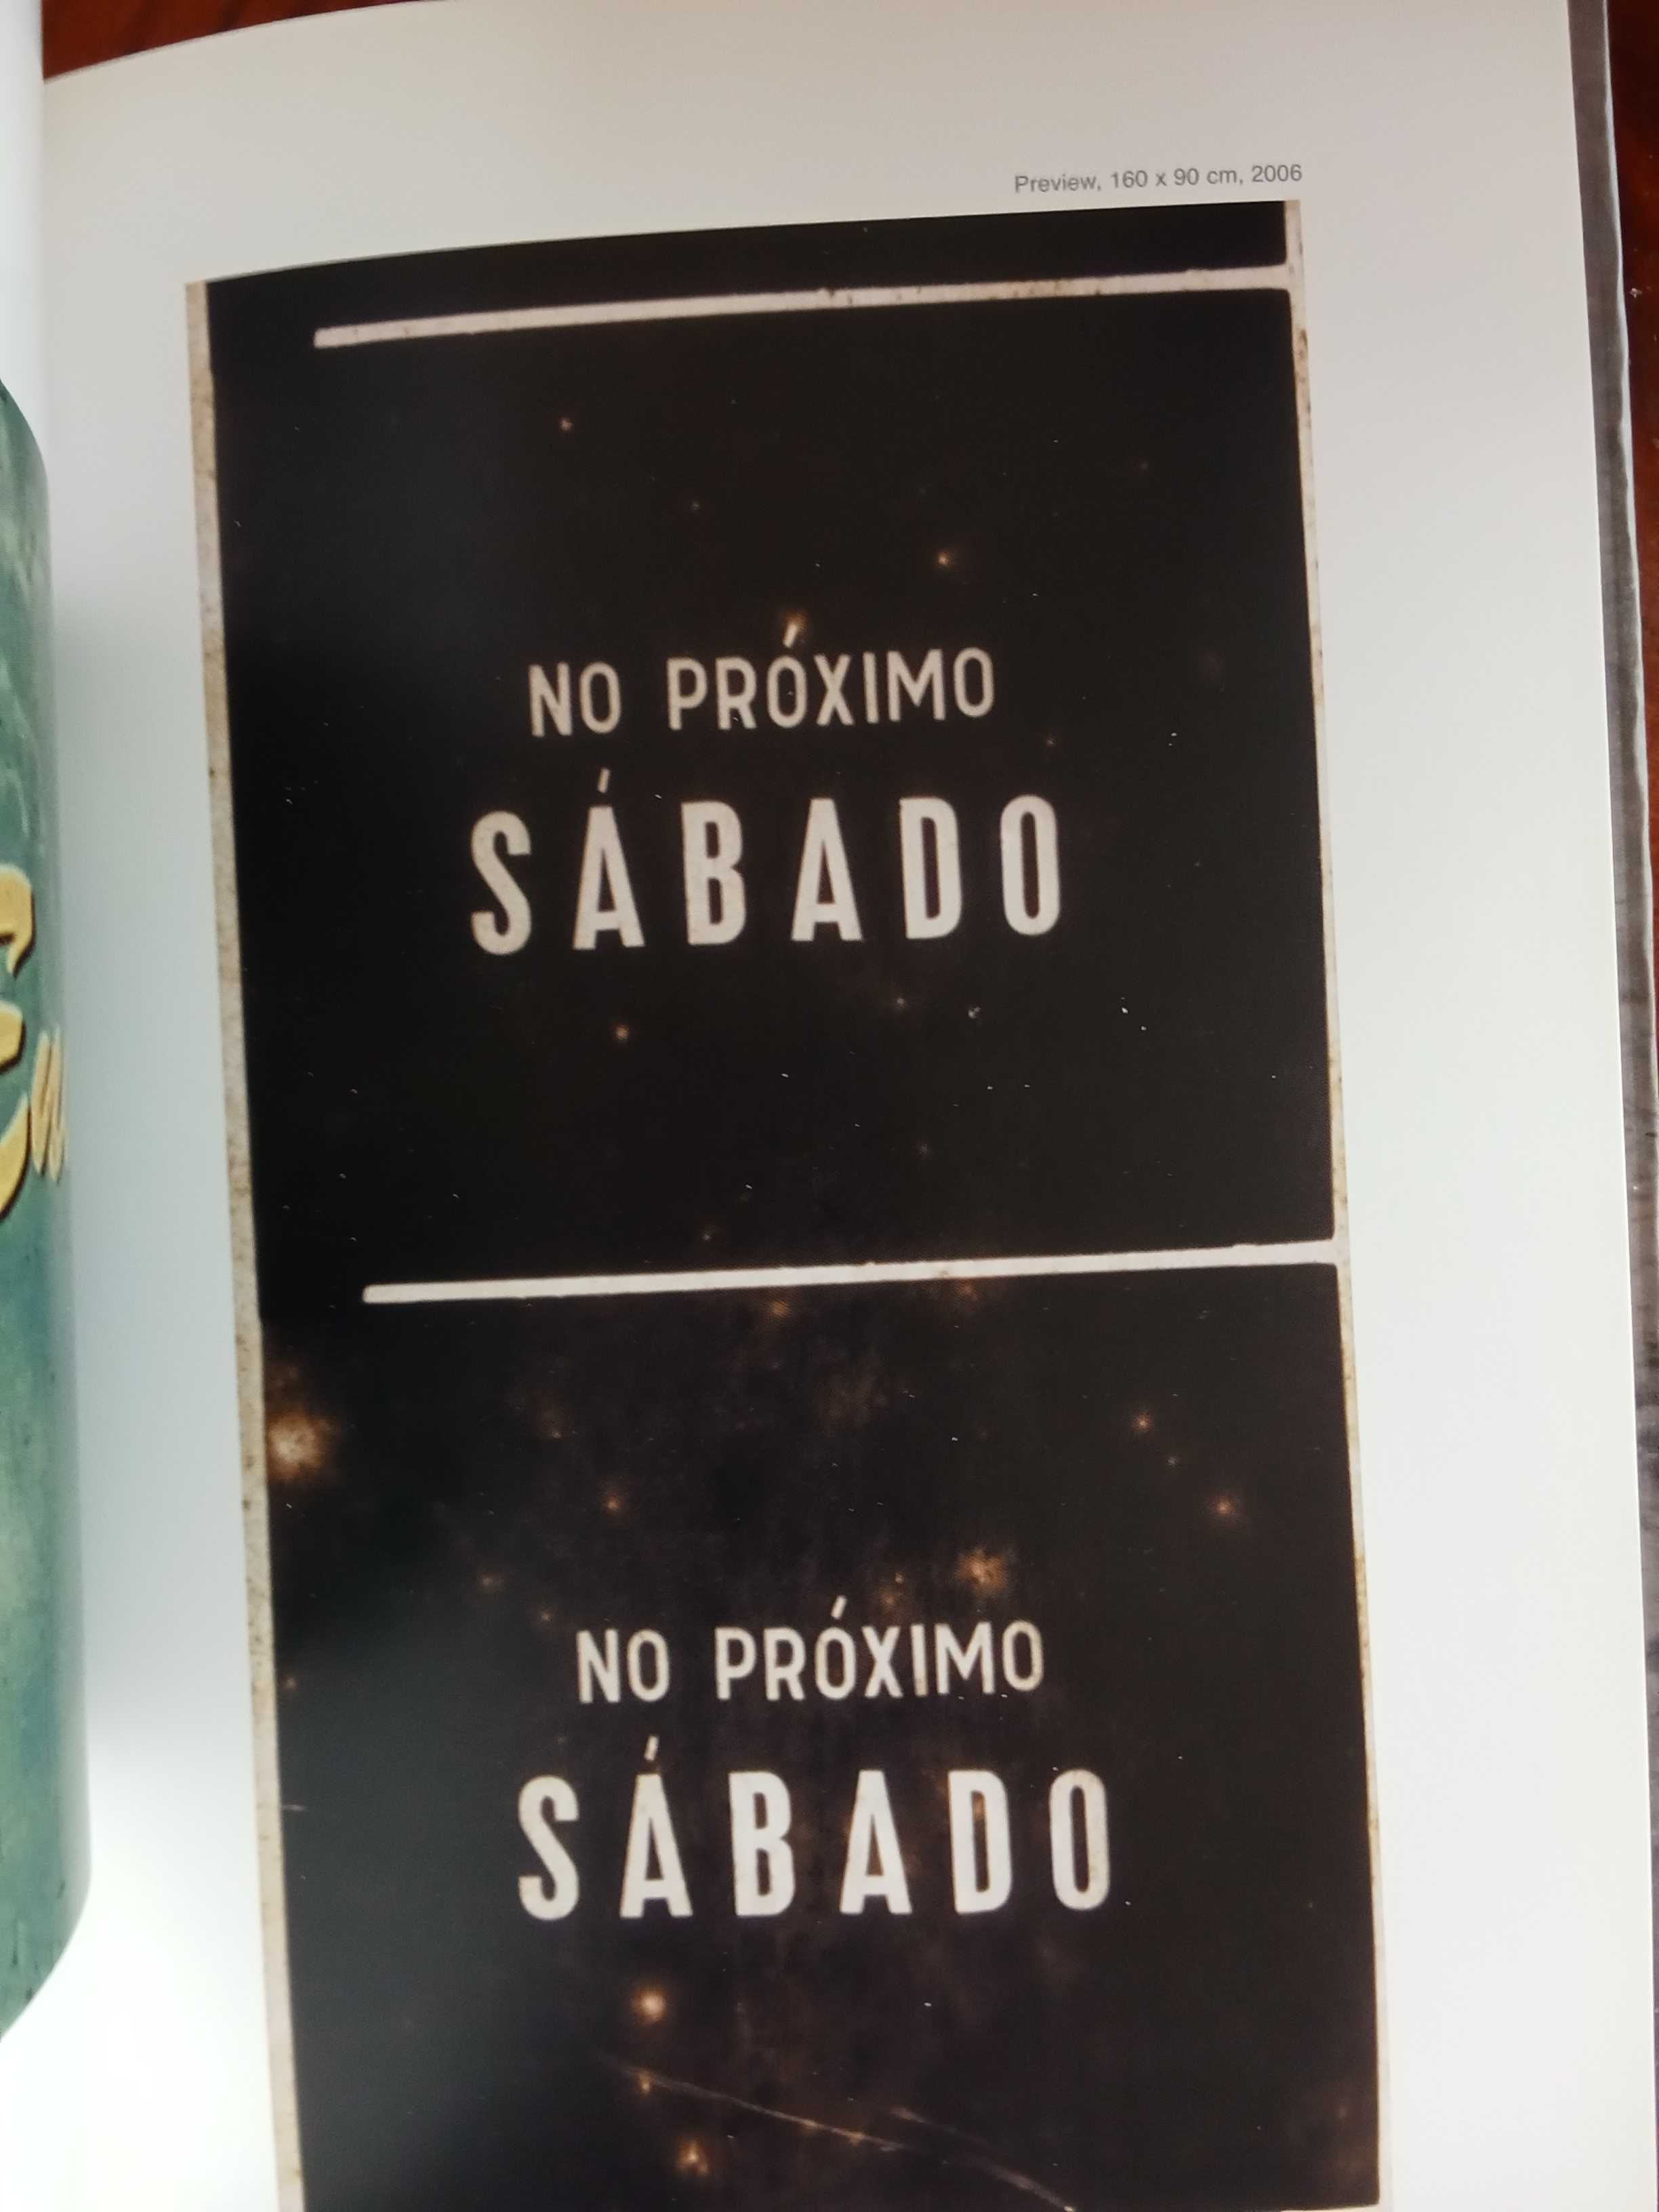 Preview, 160 x 90 cm, 2006
NO PRÓXIMO
SÁBADO
NO PRÓXIMO
SÁBADO